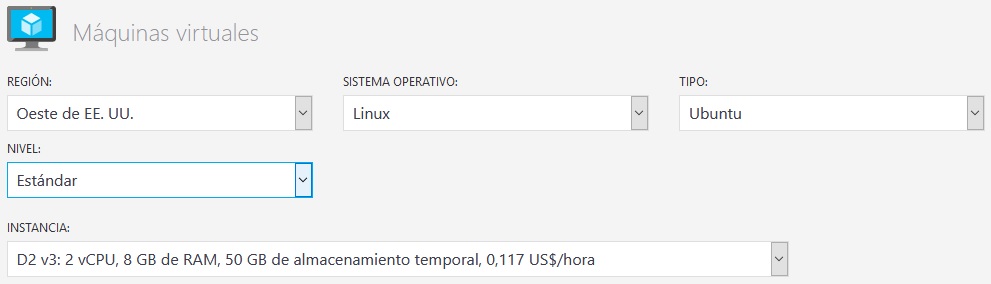 Máquinas virtuales
REGIÓN: SISTEMA OPERATIVO: TIPO:
Oeste de EE. UU. Linux Ubuntu
NIVEL:
Estándar
INSTANCIA:
D2 v3: 2 vCPU, 8 GB de RAM, 50 GB de almacenamiento temporal, 0,117 US$/hora